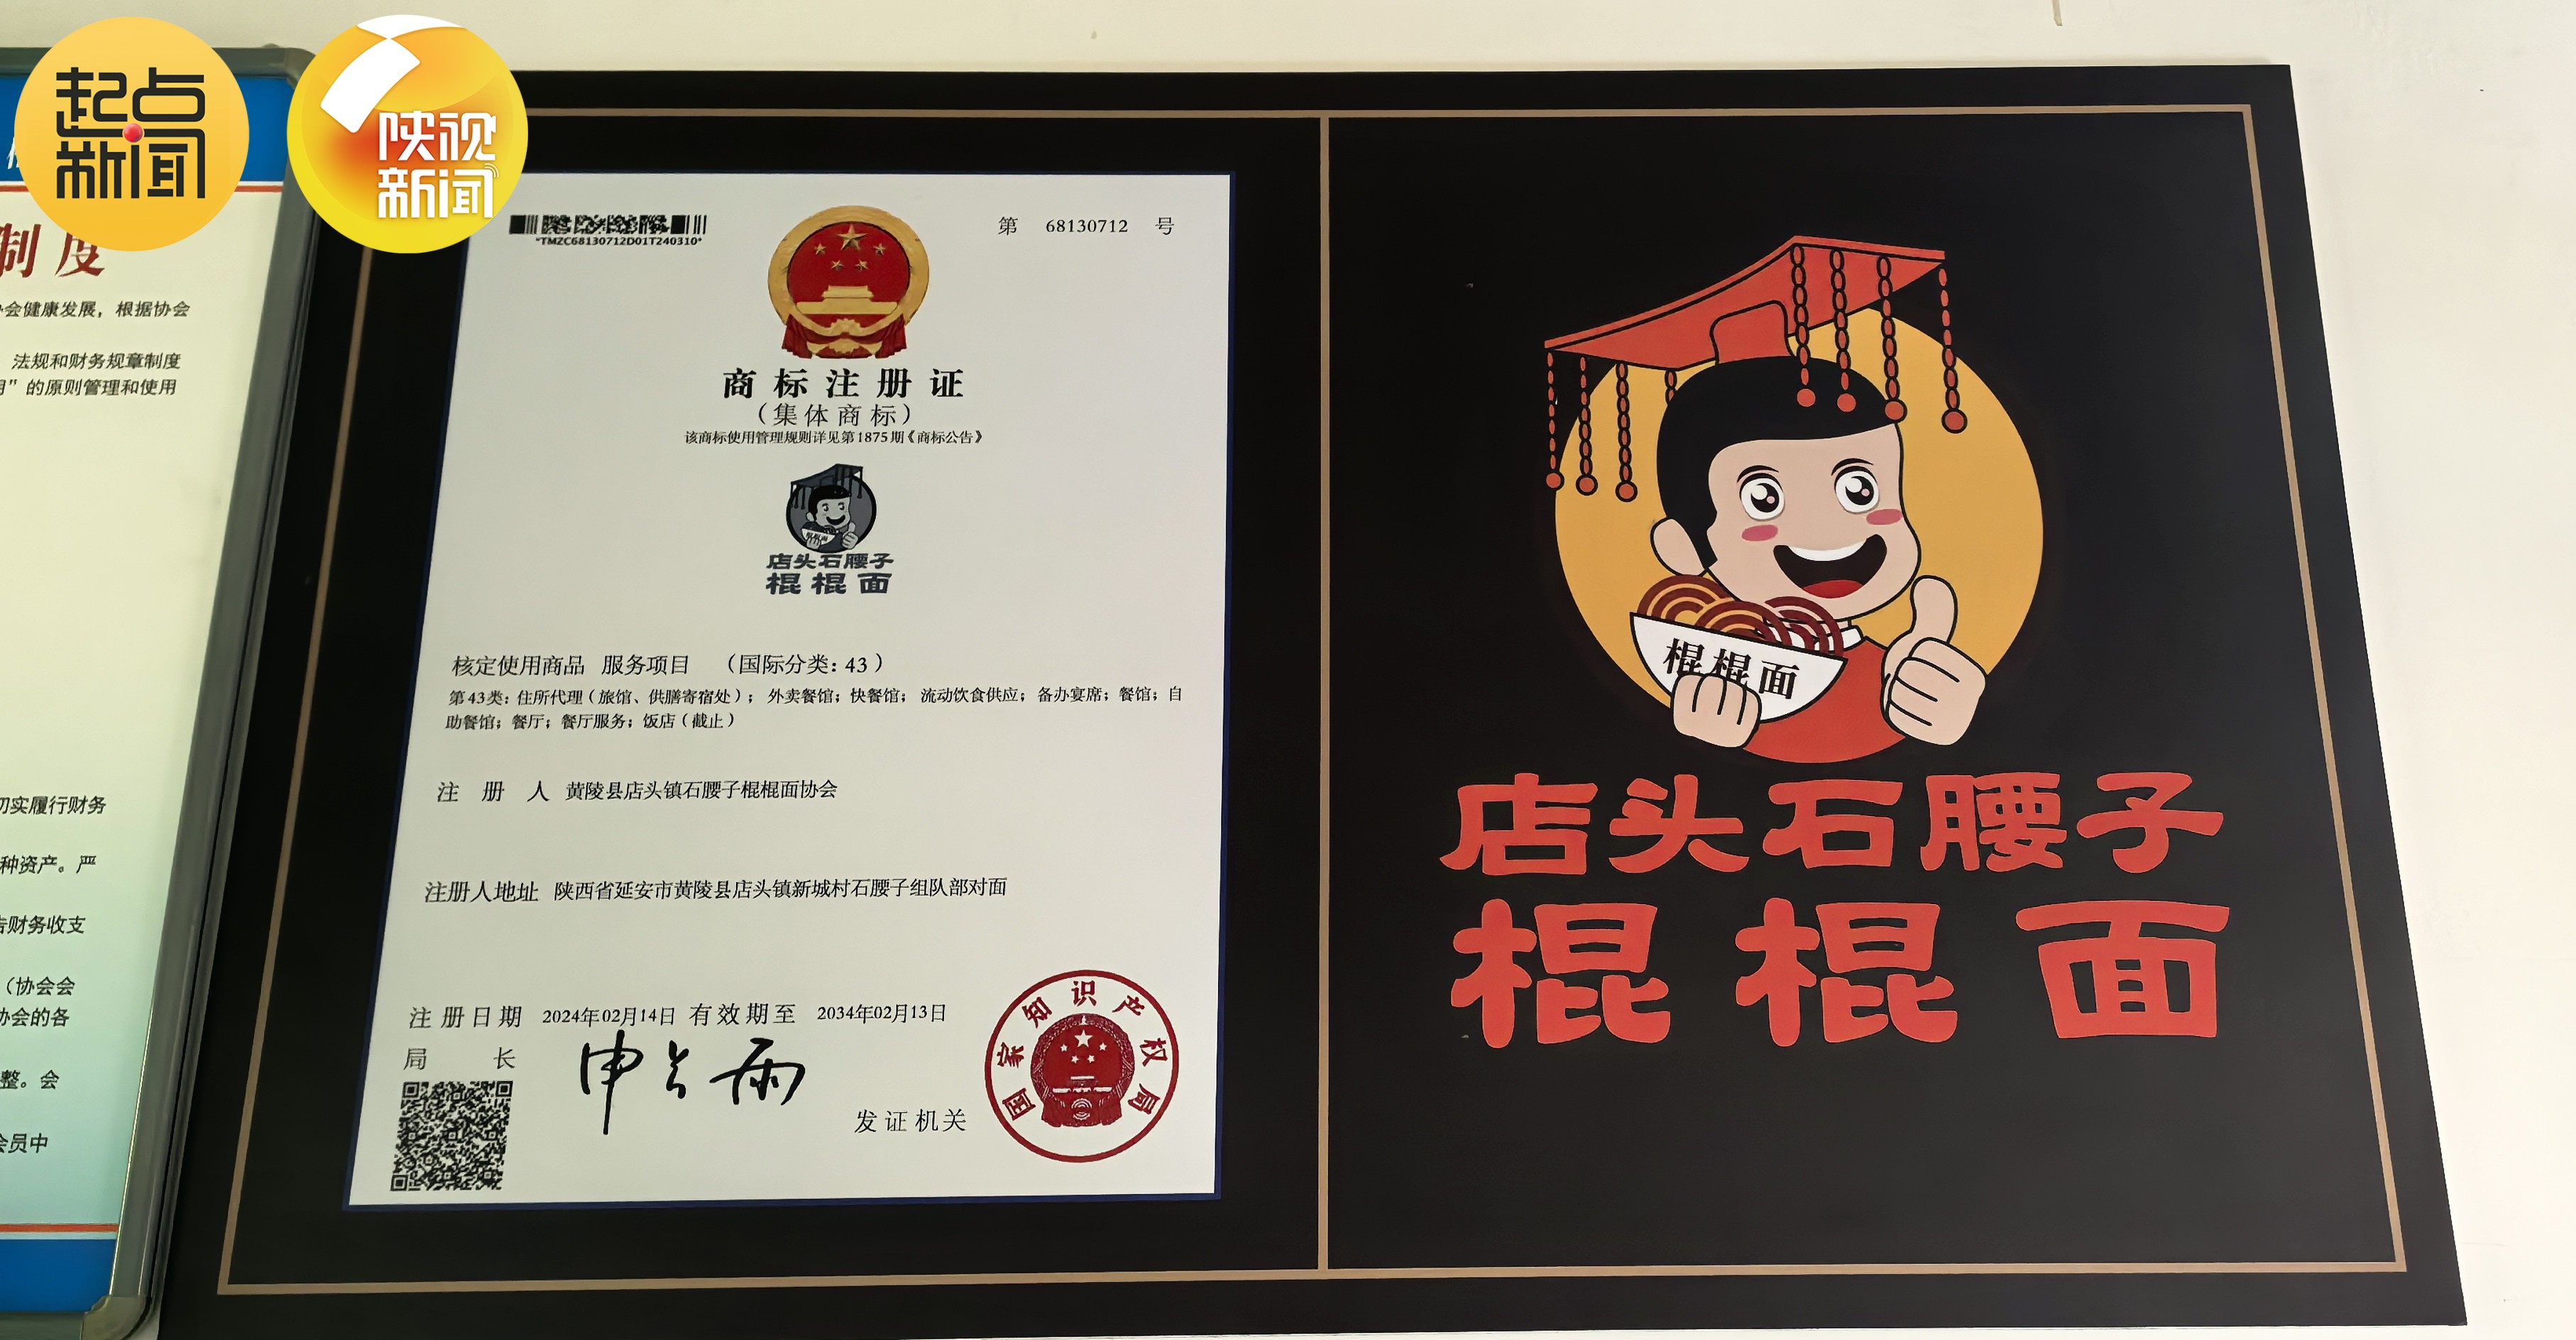 起点
新闻
陕视
新闻
制度
会健康发展，根据协会
法规和财务规章制度
”的原则管理和使用
切实履行财务
种资产。严
告财务收支
（协会会
协会的各
整。会
会员中
*TMZC68130712D01T240310*
第 68130712 号
商标注册证
（集体商标）
该商标使用管理规则详见第1875期《商标公告》
店头石腰子
棍棍面
核定使用商品 服务项目 （国际分类: 43）
第43类: 住所代理（旅馆、供膳寄宿处）; 外卖餐馆; 快餐馆; 流动饮食供应; 备办宴席; 餐馆; 自
助餐馆; 餐厅; 餐厅服务; 饭店（截止）
注册人 黄陵县店头镇石腰子棍棍面协会
注册人地址 陕西省延安市黄陵县店头镇新城村石腰子组队部对面
注册日期 2024年02月14日 有效期至 2034年02月13日
局长 申长雨
发证机关
国家知识产权局
棍棍面
店头石腰子
棍棍面